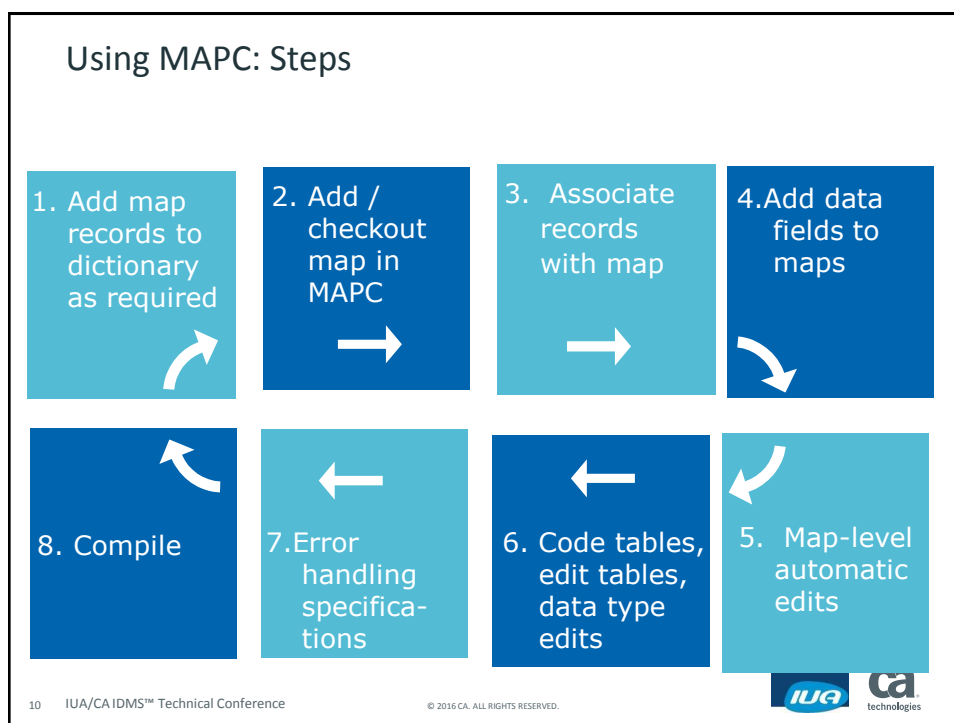 Using MAPC: Steps
1. Add map
records to
dictionary
as required
2. Add /
checkout
map in
MAPC
3. Associate
records
with map
4.Add data
fields to
maps
8. Compile
7.Error
handling
specifica-
tions
6. Code tables,
edit tables,
data type
edits
5. Map-level
automatic
edits
10 IUA/CA IDMS™ Technical Conference
© 2016 CA. ALL RIGHTS RESERVED.
IUA
ca
technologies